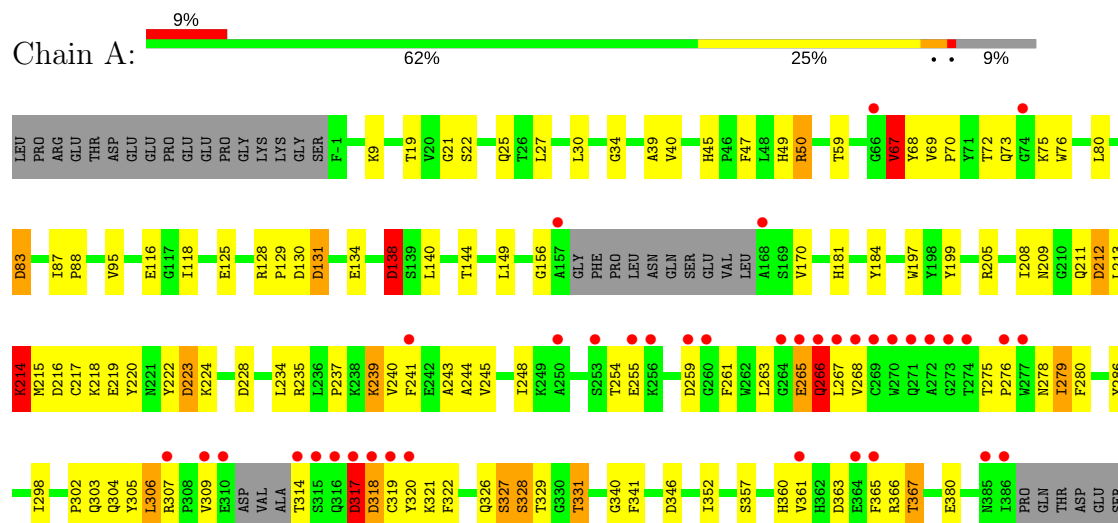 9%
Chain A:
62% 25% • • 9%
LEU PRO ARG GLU THR ASP GLU GLU PRO GLU GLU PRO GLY LYS LYS GLY SER F-1 K9 T19 V20 G21 S22 Q25 T26 L27 L30 G34 A39 V40 H45 P46 F47 L48 H49 R50 T59 G66 V67 Y68 V69 P70 Y71 T72 Q73 G74 K75 W76 L80
D83 I87 P88 V95 E116 G117 I118 E125 R128 P129 D130 D131 E134 D138 S139 L140 T144 L149 G156 A157 GLY PHE PRO LEU ASN GLN SER GLU VAL LEU A168 S169 V170 H181 Y184 W197 Y198 Y199 R205 I208 N209 G210 Q211 D212 L213
K214 M215 D216 C217 K218 E219 Y220 N221 Y222 D223 K224 D228 L234 R235 L236 P237 K238 K239 V240 F241 E242 A243 A244 V245 I248 K249 A250 S253 T254 E255 K256 D259 G260 F261 W262 L263 G264 E265 Q266 L267 V268 C269 W270 Q271 A272 G273 T274 T275 P276 W277 N278 I279 F280 Y286
I298 P302 Q303 Q304 Y305 L306 R307 P308 V309 E310 ASP VAL ALA T314 S315 Q316 D317 D318 C319 Y320 K321 F322 Q326 S327 S328 T329 G330 T331 G340 F341 D346 I352 S357 H360 V361 H362 D363 E364 F365 R366 T367 E380 N385 I386 PRO GLN THR ASP GLU